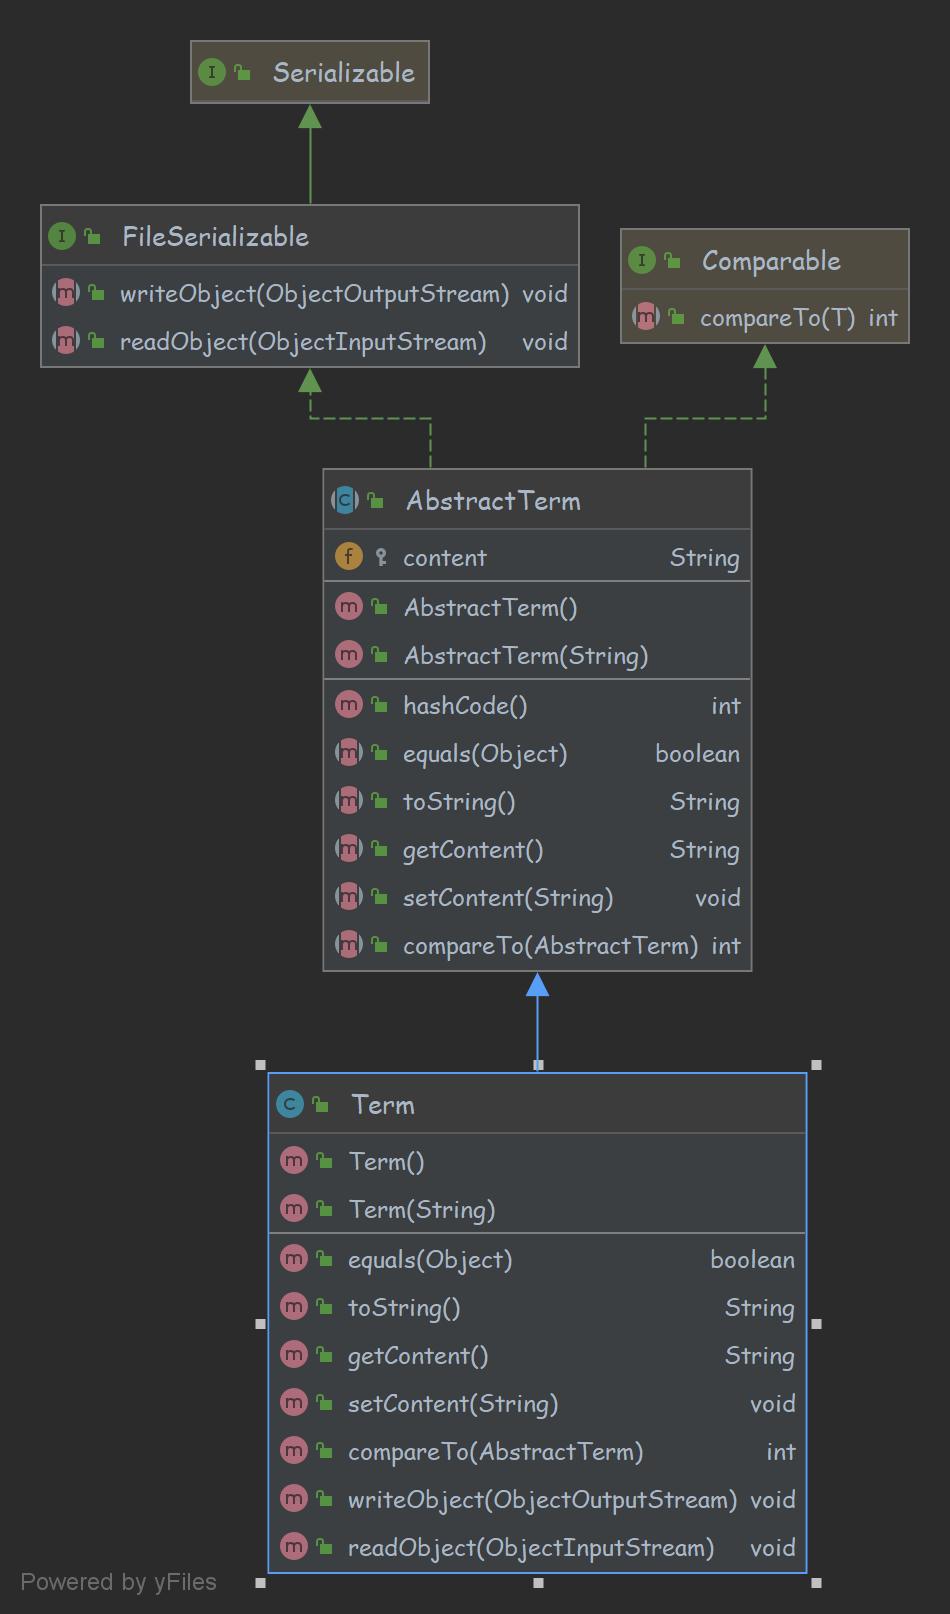 Serializable
FileSerializable
writeObject(ObjectOutputStream) void
readObject(ObjectInputStream) void
Comparable
compareTo(T) int
AbstractTerm
content String
AbstractTerm()
AbstractTerm(String)
hashCode() int
equals(Object) boolean
toString() String
getContent() String
setContent(String) void
compareTo(AbstractTerm) int
Term
Term()
Term(String)
equals(Object) boolean
toString() String
getContent() String
setContent(String) void
compareTo(AbstractTerm) int
writeObject(ObjectOutputStream) void
readObject(ObjectInputStream) void
Powered by yFiles